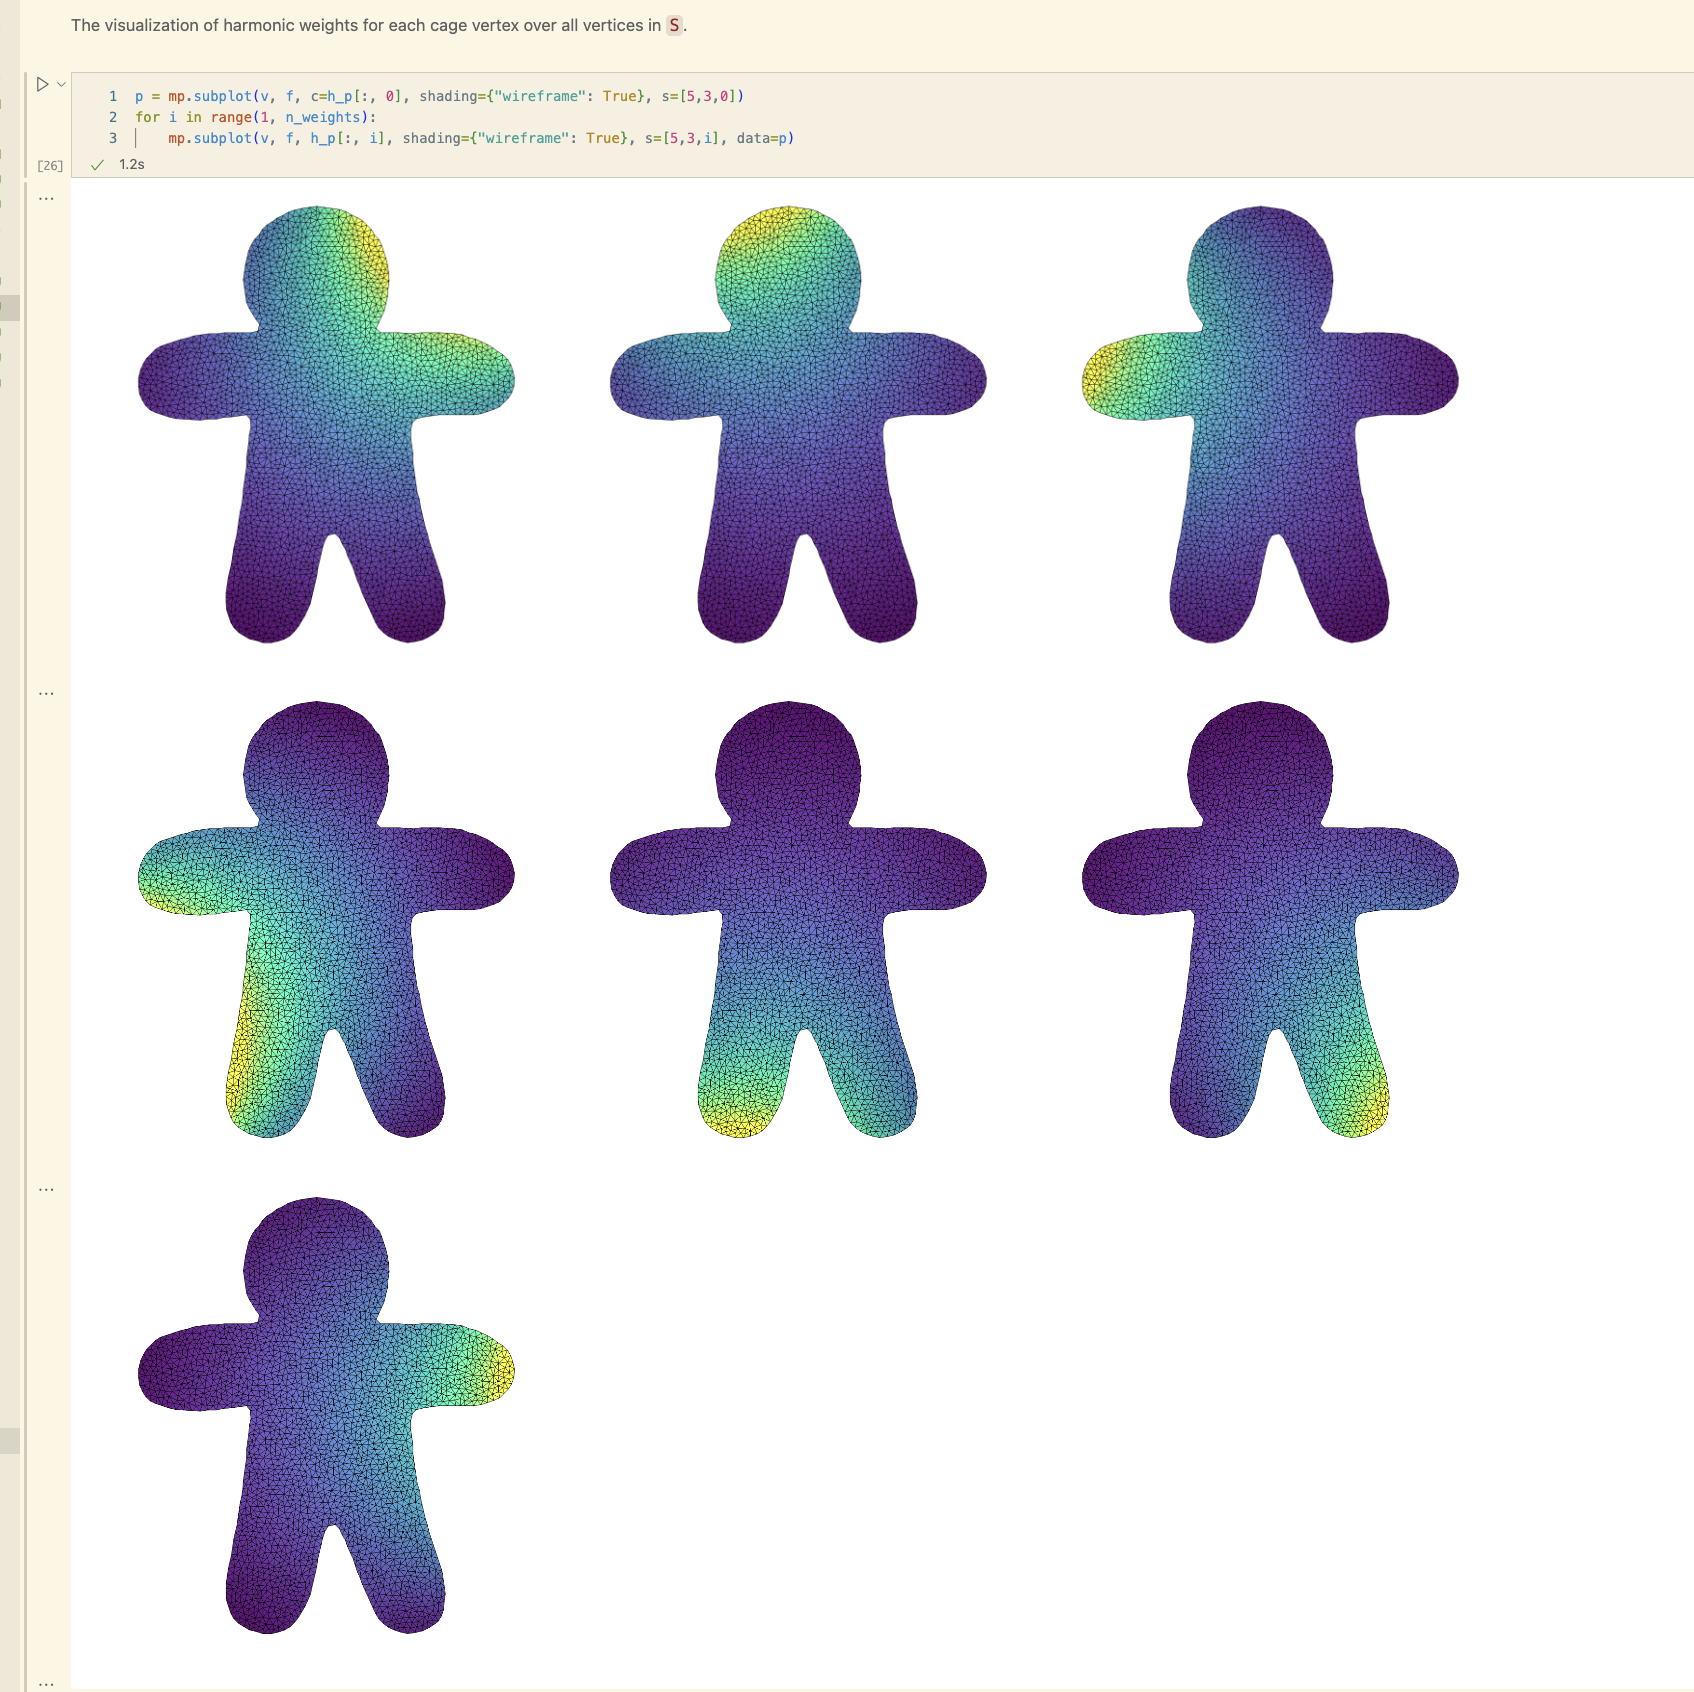 The visualization of harmonic weights for each cage vertex over all vertices in S.
1 p = mp.subplot(v, f, c=h_p[:, 0], shading={"wireframe": True}, s=[5,3,0])
2 for i in range(1, n_weights):
3 mp.subplot(v, f, h_p[:, i], shading={"wireframe": True}, s=[5,3,i], data=p)
[26] 1.2s
...
...
...
...